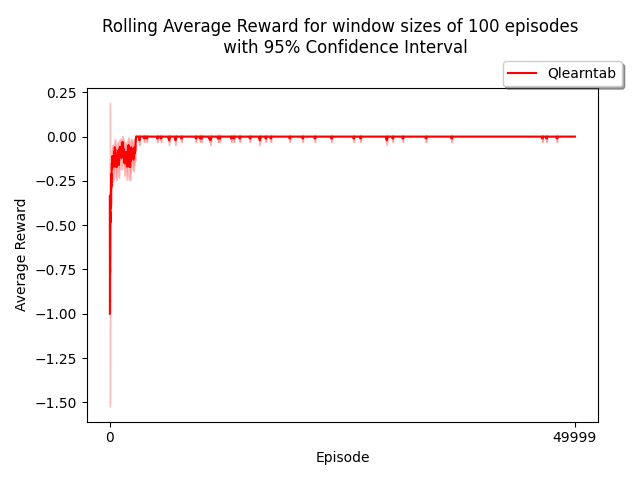 Rolling Average Reward for window sizes of 100 episodes
with 95% Confidence Interval
Qlearntab
0.25
0.00
−0.25
−0.50
−0.75
−1.00
−1.25
−1.50
Average Reward
0
49999
Episode